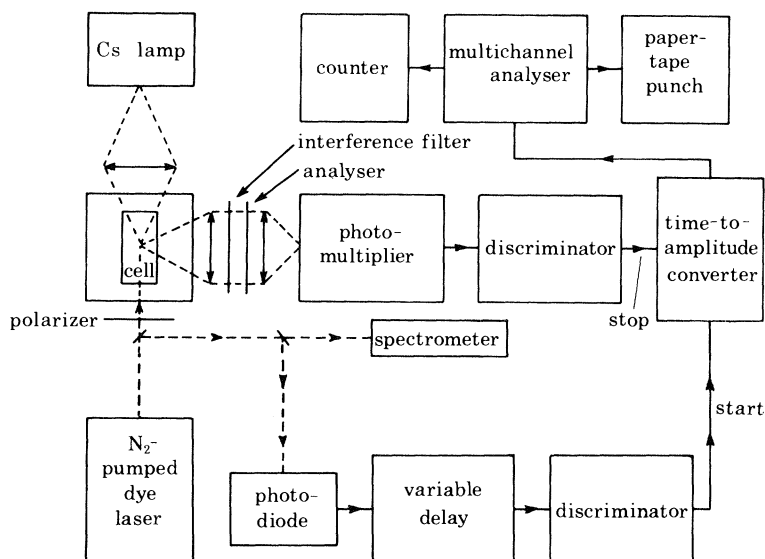 Cs lamp
counter
multichannel
analyser
paper-
tape
punch
interference filter
analyser
cell
photo-
multiplier
discriminator
time-to-
amplitude
converter
stop
polarizer
spectrometer
start
N₂-
pumped
dye
laser
photo-
diode
variable
delay
discriminator